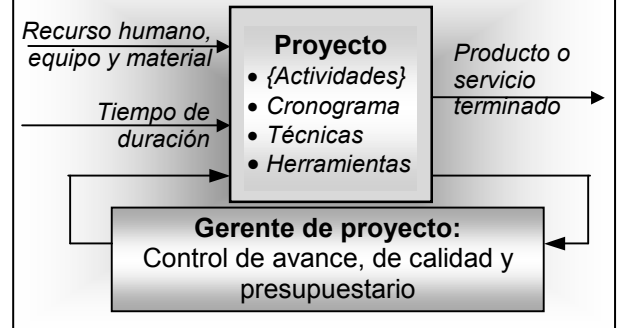 Recurso humano,
equipo y material
Tiempo de
duración
Proyecto
• {Actividades}
• Cronograma
• Técnicas
• Herramientas
Producto o
servicio
terminado
Gerente de proyecto:
Control de avance, de calidad y
presupuestario